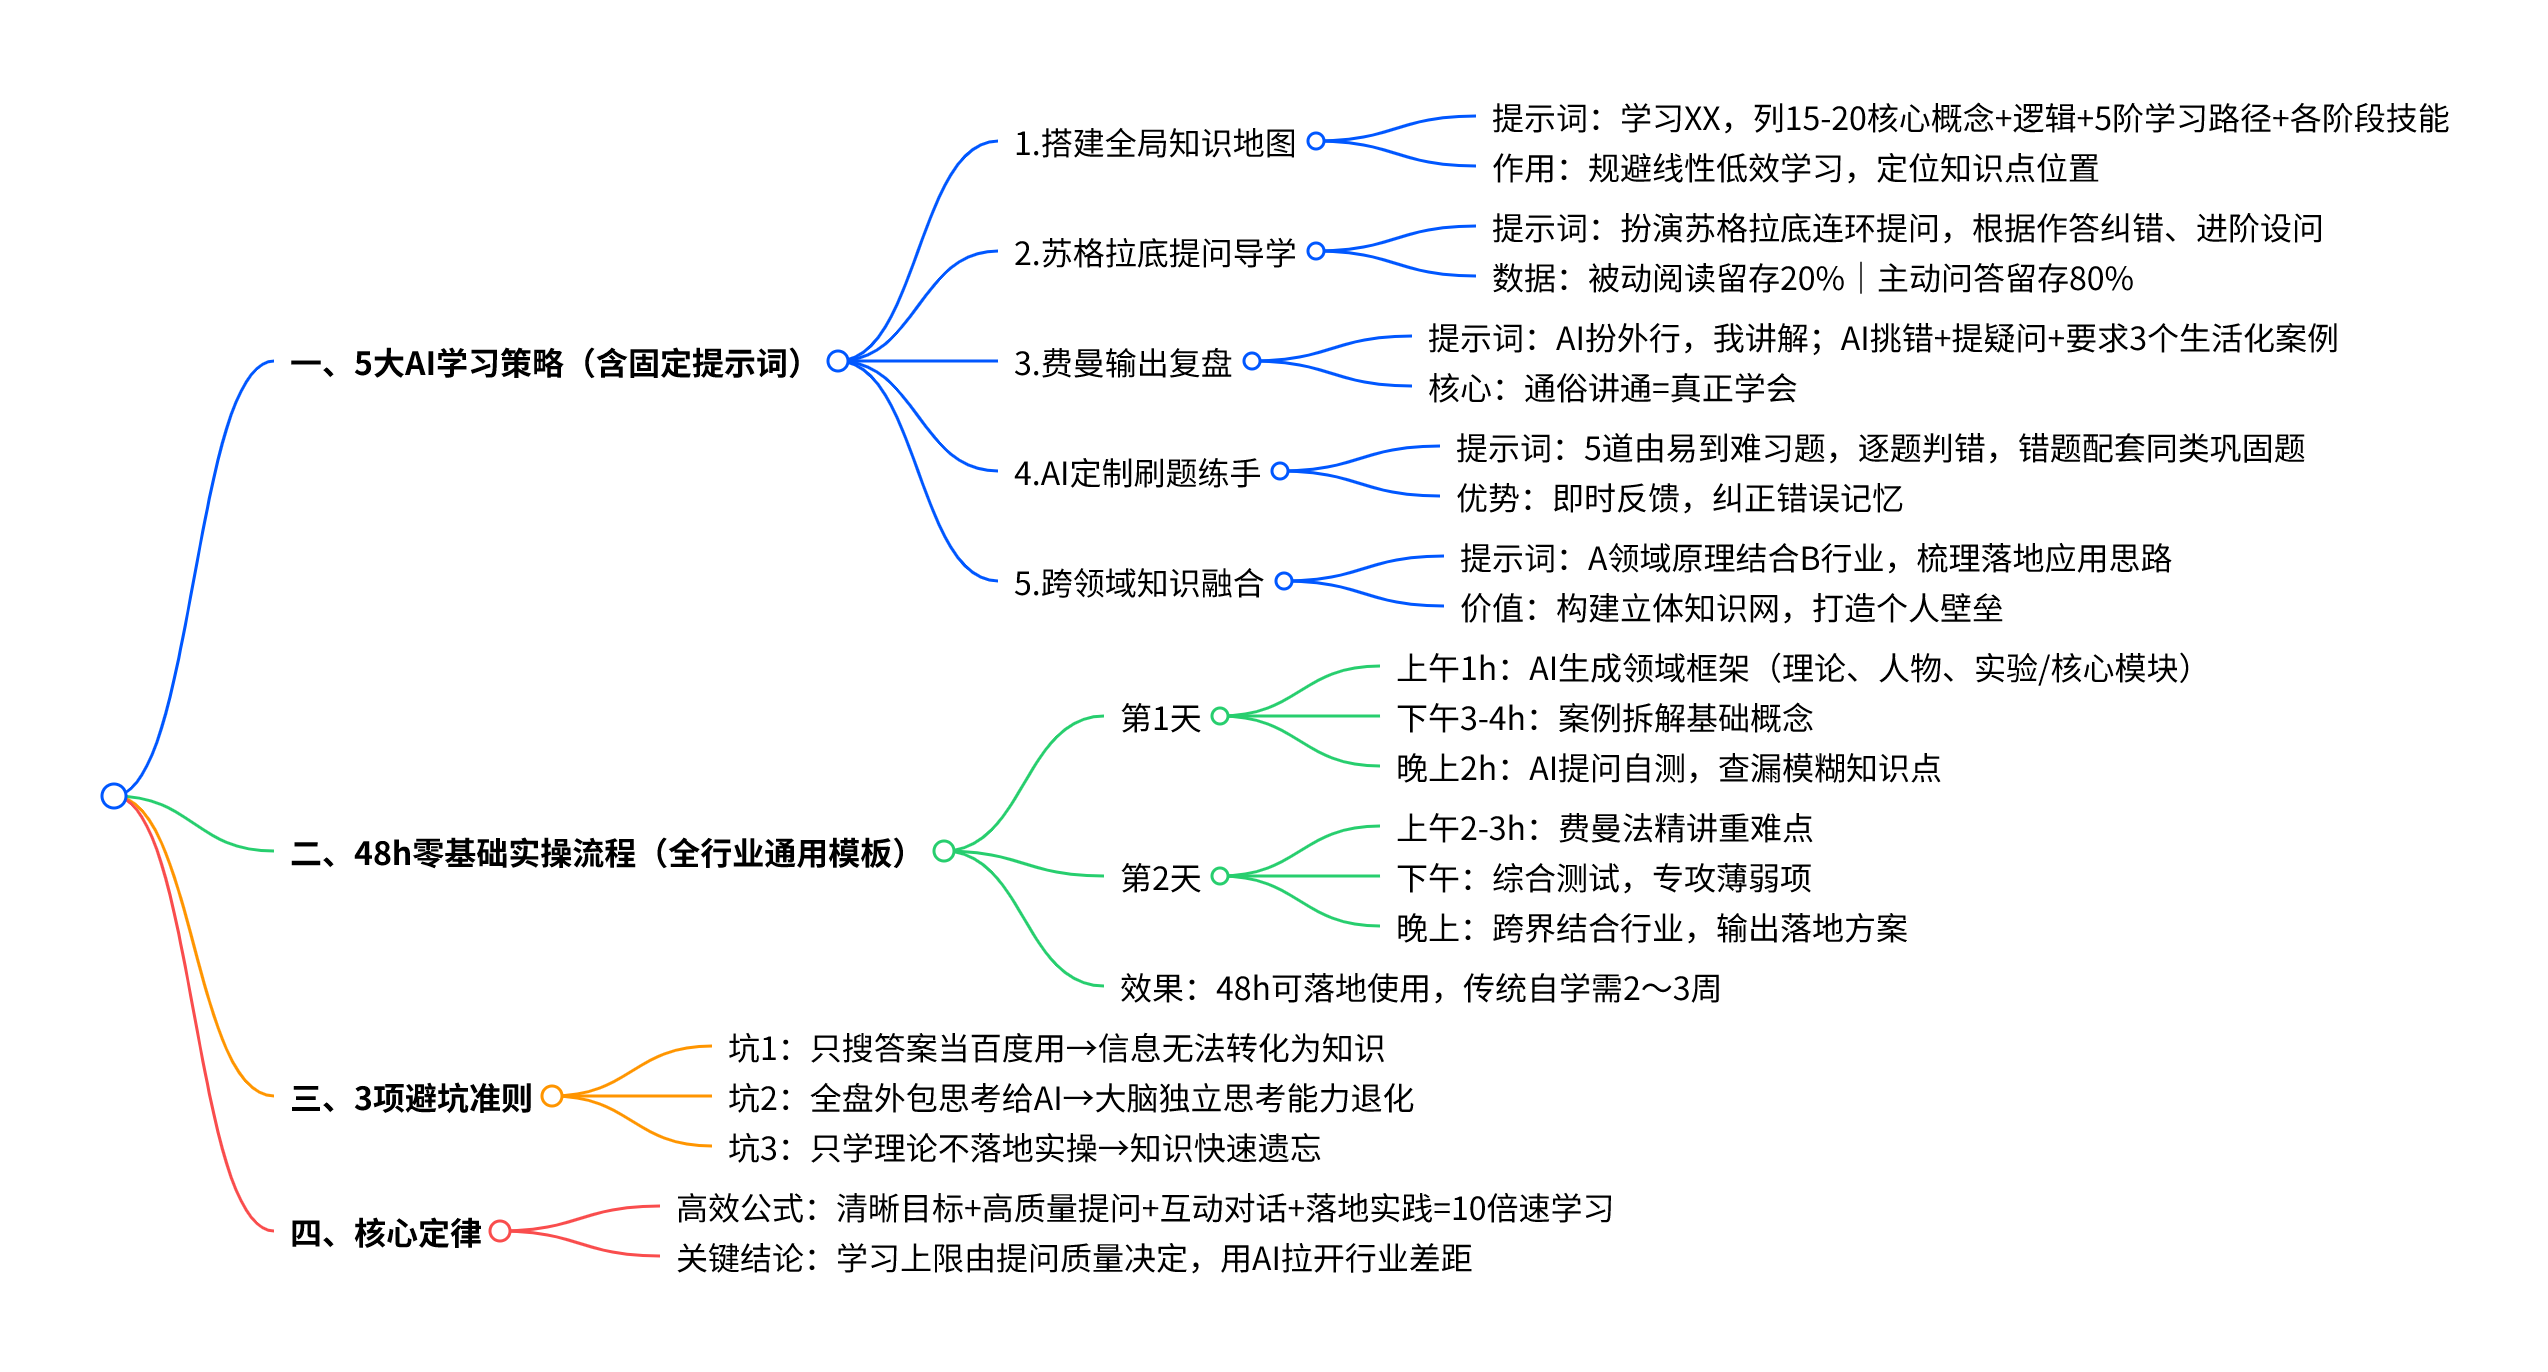 一、5大AI学习策略（含固定提示词）
1.搭建全局知识地图
提示词：学习XX，列15-20核心概念+逻辑+5阶学习路径+各阶段技能
作用：规避线性低效学习，定位知识点位置
2.苏格拉底提问导学
提示词：扮演苏格拉底连环提问，根据作答纠错、进阶设问
数据：被动阅读留存20%｜主动问答留存80%
3.费曼输出复盘
提示词：AI扮外行，我讲解；AI挑错+提疑问+要求3个生活化案例
核心：通俗讲通=真正学会
4.AI定制刷题练手
提示词：5道由易到难习题，逐题判错，错题配套同类巩固题
优势：即时反馈，纠正错误记忆
5.跨领域知识融合
提示词：A领域原理结合B行业，梳理落地应用思路
价值：构建立体知识网，打造个人壁垒
二、48h零基础实操流程（全行业通用模板）
第1天
上午1h：AI生成领域框架（理论、人物、实验/核心模块）
下午3-4h：案例拆解基础概念
晚上2h：AI提问自测，查漏模糊知识点
第2天
上午2-3h：费曼法精讲重难点
下午：综合测试，专攻薄弱项
晚上：跨界结合行业，输出落地方案
效果：48h可落地使用，传统自学需2～3周
三、3项避坑准则
坑1：只搜答案当百度用→信息无法转化为知识
坑2：全盘外包思考给AI→大脑独立思考能力退化
坑3：只学理论不落地实操→知识快速遗忘
四、核心定律
高效公式：清晰目标+高质量提问+互动对话+落地实践=10倍速学习
关键结论：学习上限由提问质量决定，用AI拉开行业差距